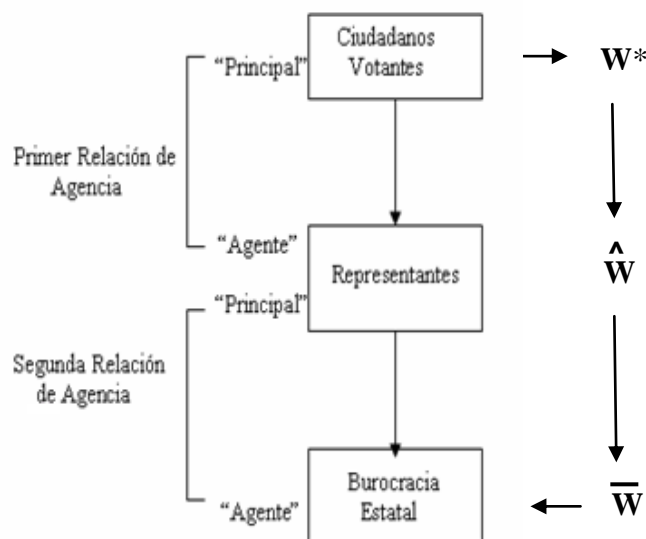 Ciudadanos
Votantes
“Principal”
W*
Primer Relación de
Agencia
“Agente”
Representantes
Ŵ
“Principal”
Segunda Relación
de Agencia
Burocracia
Estatal
“Agente”
W̅